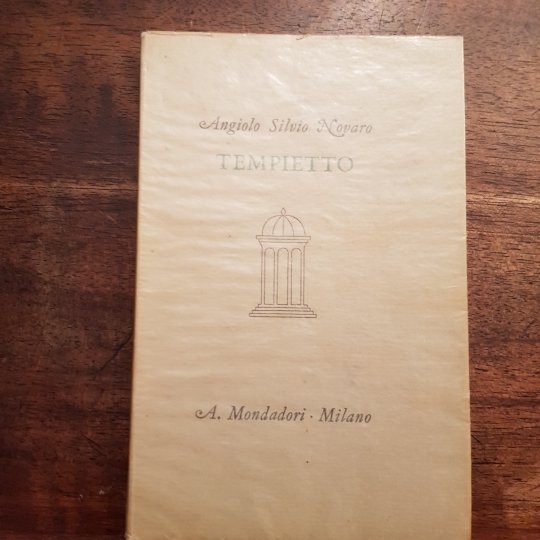 Angiolo Silvio Novaro
TEMPIETTO
A. Mondadori · Milano